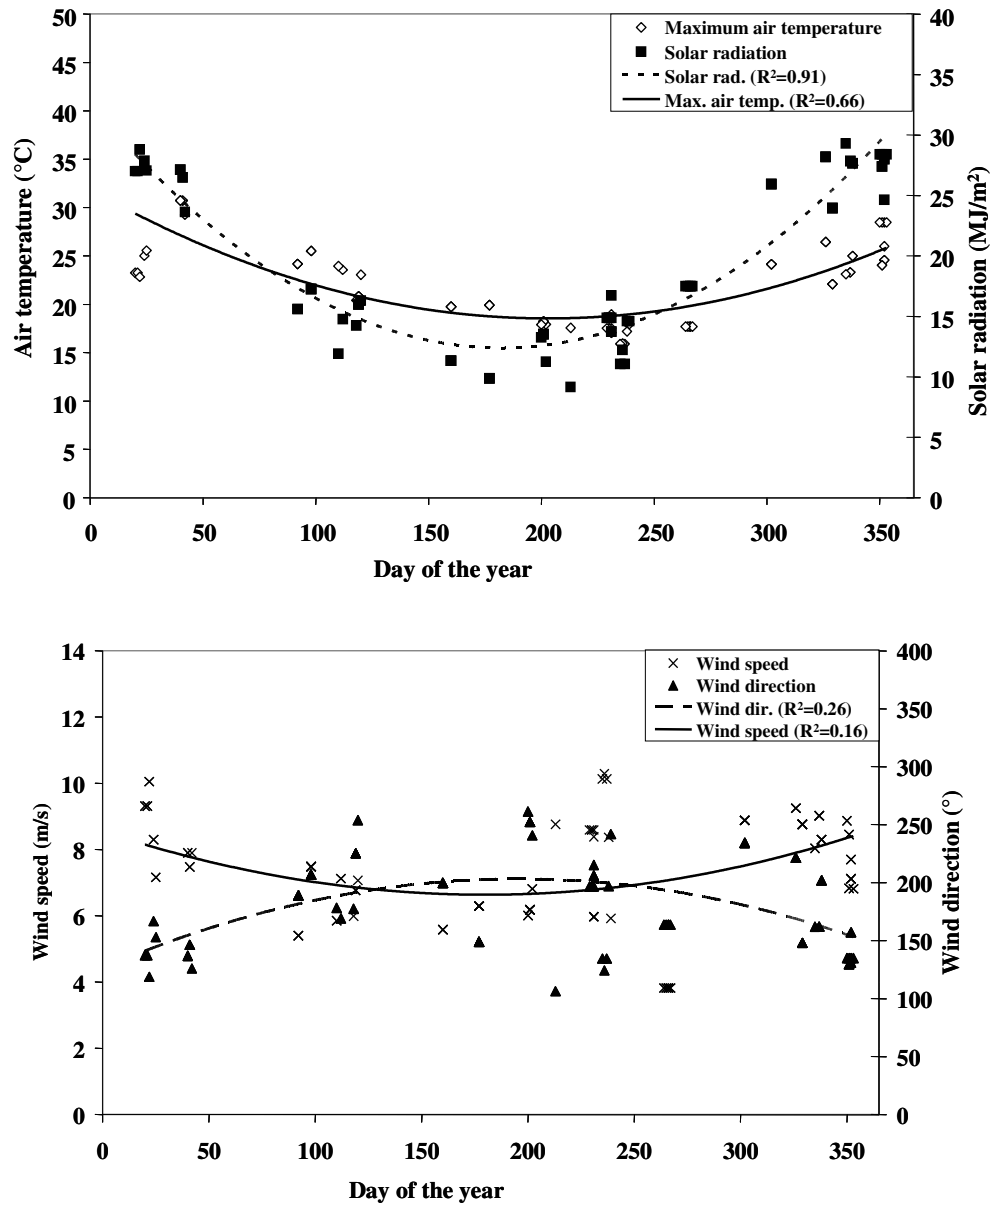 50
45
40
35
30
25
20
15
10
5
0
Air temperature (°C)
Maximum air temperature
Solar radiation
Solar rad. (R²=0.91)
Max. air temp. (R²=0.66)
40
35
30
25
20
15
10
5
0
Solar radiation (MJ/m²)
0 50 100 150 200 250 300 350
Day of the year
14
12
10
8
6
4
2
0
Wind speed (m/s)
Wind speed
Wind direction
Wind dir. (R²=0.26)
Wind speed (R²=0.16)
400
350
300
250
200
150
100
50
0
Wind direction (°)
0 50 100 150 200 250 300 350
Day of the year